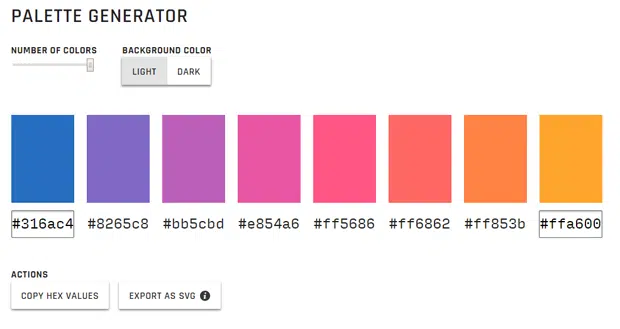 PALETTE GENERATOR
NUMBER OF COLORS BACKGROUND COLOR
LIGHT DARK
#316ac4 #8265c8 #bb5cbd #e854a6 #ff5686 #ff6862 #ff853b #ffa600
ACTIONS
COPY HEX VALUES EXPORT AS SVG i